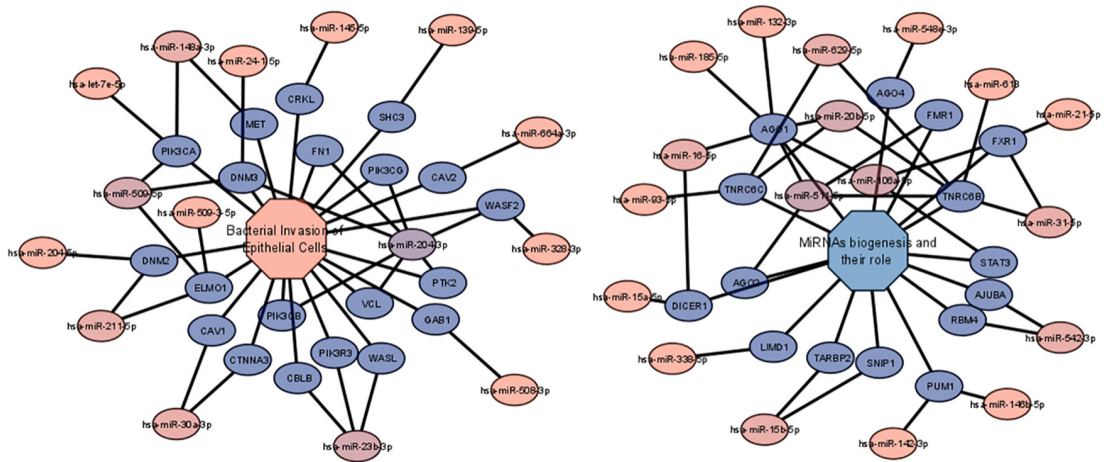 hsa-miR-146-5p
hsa-miR-139-5p
hsa-miR-148a-3p
hsa-miR-24-1-5p
hsa-let-7e-5p
CRKL
SHC3
MET
hsa-miR-664a-3p
PIK3CA
FN1
DNM3
PIK3CG
CAV2
hsa-miR-509-5p
hsa-miR-509-3-5p
WASF2
Bacterial Invasion of
Epithelial Cells
hsa-miR-204-3p
hsa-miR-204-5p
hsa-miR-328-3p
DNM2
ELMO1
PTK2
VCL
PIK3CB
GAB1
hsa-miR-211-5p
CAV1
CTNNA3
PIK3R3
WASL
CBLB
hsa-miR-508-3p
hsa-miR-30a-3p
hsa-miR-23b-3p
hsa-miR-132-3p
hsa-miR-548e-3p
hsa-miR-185-5p
hsa-miR-629-5p
AGO4
hsa-miR-618
hsa-miR-21-5p
hsa-miR-20b-5p
FMR1
AGO1
FXR1
hsa-miR-16-5p
hsa-miR-106a-5p
hsa-miR-93-5p
TNRC6C
hsa-miR-511-5p
TNRC6B
hsa-miR-31-5p
MiRNAs biogenesis and
their role
STAT3
AGO2
hsa-miR-15a-5p
DICER1
AJUBA
RBM4
hsa-miR-542-3p
LIMD1
hsa-miR-338-5p
TARBP2
SNIP1
PUM1
hsa-miR-146b-5p
hsa-miR-15b-5p
hsa-miR-142-3p